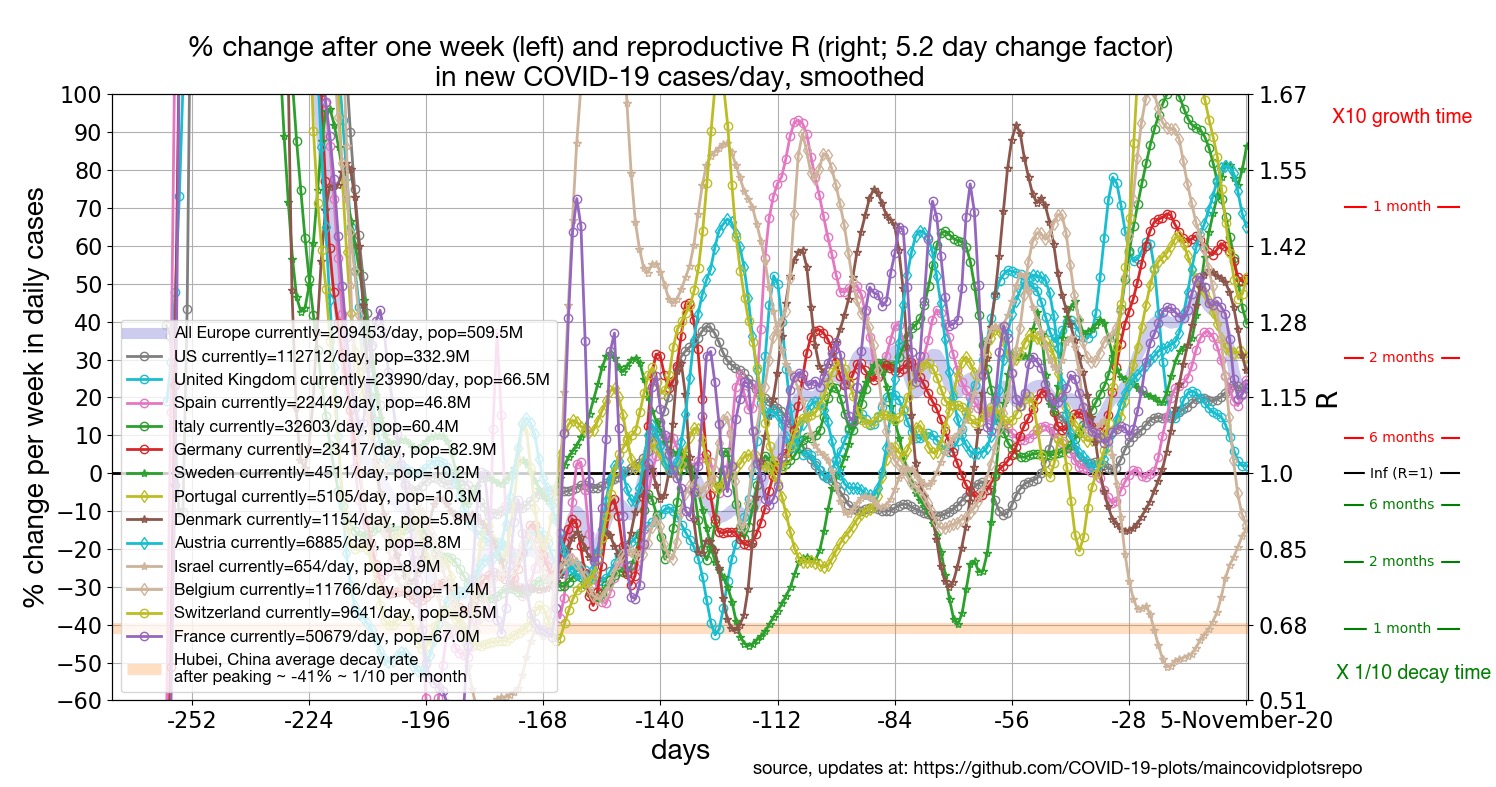 % change after one week (left) and reproductive R (right; 5.2 day change factor)
in new COVID-19 cases/day, smoothed
% change per week in daily cases
100
90
80
70
60
50
40
30
20
10
0
−10
−20
−30
−40
−50
−60
All Europe currently=209453/day, pop=509.5M
US currently=112712/day, pop=332.9M
United Kingdom currently=23990/day, pop=66.5M
Spain currently=22449/day, pop=46.8M
Italy currently=32603/day, pop=60.4M
Germany currently=23417/day, pop=82.9M
Sweden currently=4511/day, pop=10.2M
Portugal currently=5105/day, pop=10.3M
Denmark currently=1154/day, pop=5.8M
Austria currently=6885/day, pop=8.8M
Israel currently=654/day, pop=8.9M
Belgium currently=11766/day, pop=11.4M
Switzerland currently=9641/day, pop=8.5M
France currently=50679/day, pop=67.0M
Hubei, China average decay rate
after peaking ~ -41% ~ 1/10 per month
1.67
1.55
1.42
1.28
1.15
1.0
0.85
0.68
0.51
R
X10 growth time
1 month
2 months
6 months
Inf (R=1)
6 months
2 months
1 month
X 1/10 decay time
-252 -224 -196 -168 -140 -112 -84 -56 -28 5-November-20
days
source, updates at: https://github.com/COVID-19-plots/maincovidplotsrepo